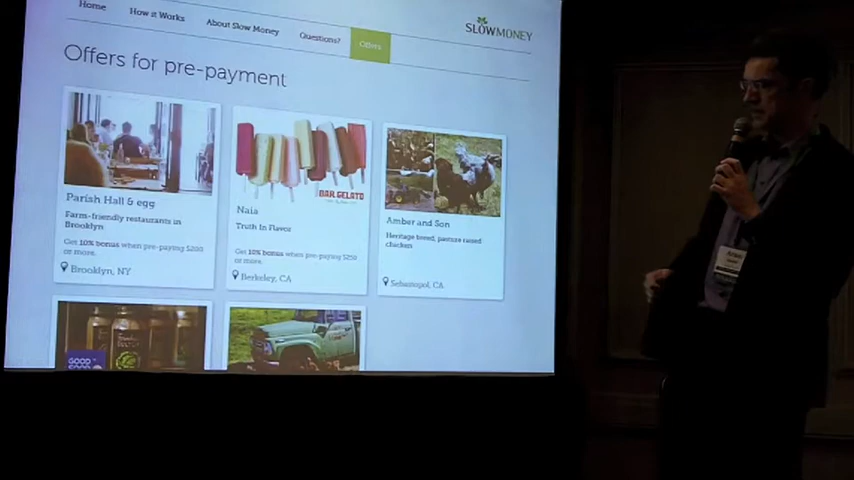 Home How it Works About Slow Money Questions? Offers SLOWMONEY
Offers for pre-payment
Parish Hall & egg
Farm-friendly restaurants in
Brooklyn
Get 10% bonus when pre-paying $200
or more.
Brooklyn, NY
BAR GELATO
Naia
Truth In Flavor
Get 10% bonus when pre-paying $250
or more.
Berkeley, CA
Amber and Son
Heritage breed, pasture raised
chicken
Sebastopol, CA
GOOD